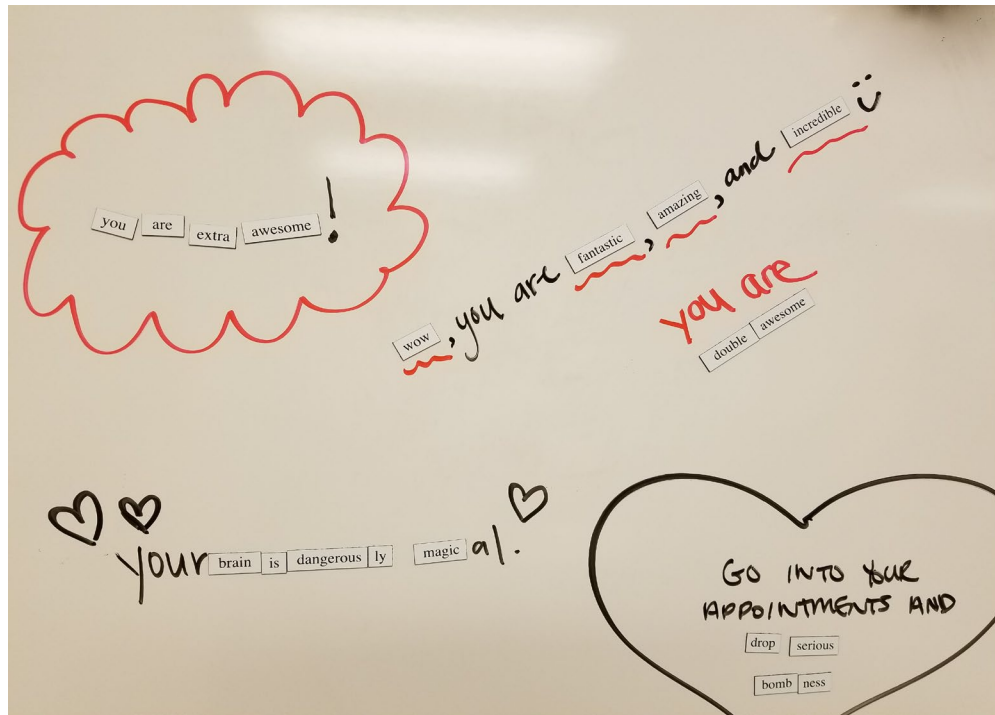 you are extra awesome!
wow, you are fantastic, amazing, and incredible
you are
double awesome
your brain is dangerous ly magic al.
GO INTO YOUR
APPOINTMENTS AND
drop serious
bomb ness